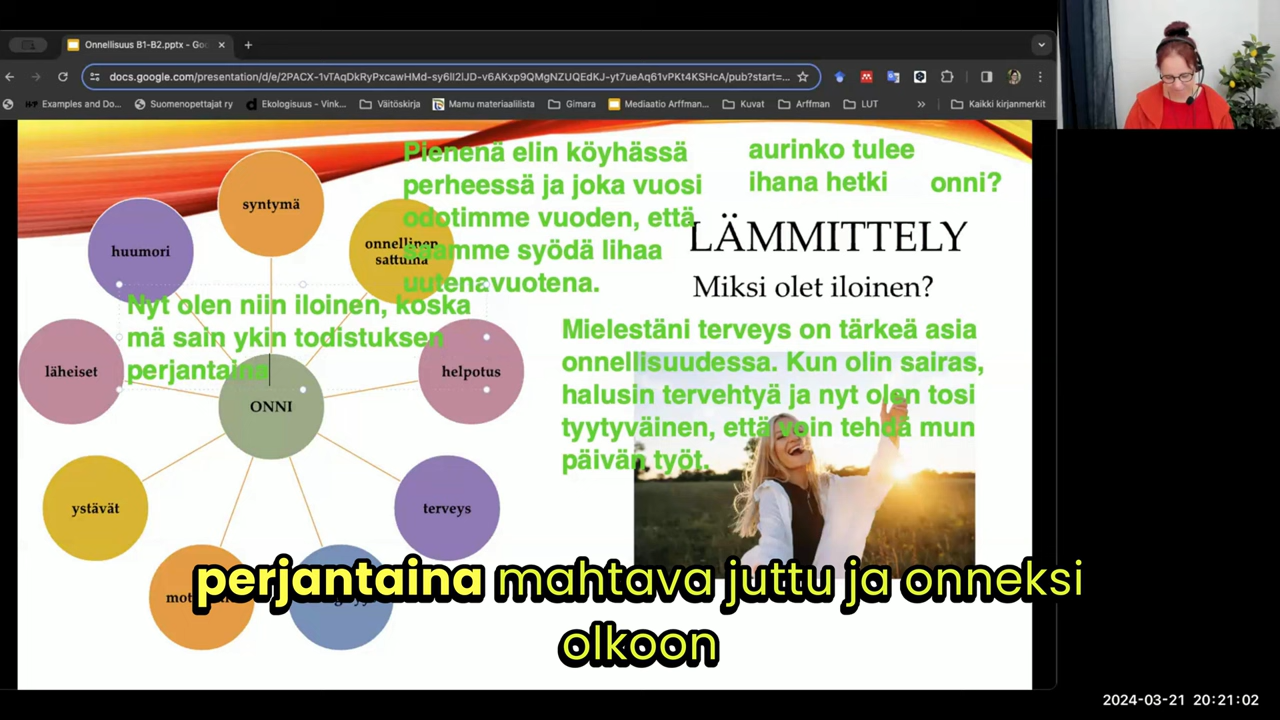 Onnellisuus B1-B2.pptx - Goo
docs.google.com/presentation/d/e/2PACX-1vTAqDkRyPxcawHMd-sy6lI2IJD-v6AKxp9QMgNZUQEdKJ-yt7ueAq61vPKt4KSHcA/pub?start=...
Examples and Do...
Suomenopettajat ry
Ekologisuus - Vink...
Väitöskirja
Mamu materiaalilista
Gimara
Mediaatio Arffman...
Kuvat
Arffman
LUT
»
Kaikki kirjanmerkit
Pienenä elin köyhässä
perheessä ja joka vuosi
odotimme vuoden, että
saamme syödä lihaa
uutenavuotena.
aurinko tulee
ihana hetki
onni?
LÄMMITTELY
Miksi olet iloinen?
syntymä
huumori
onnellinen
sattuma
Nyt olen niin iloinen, koska
mä sain ykin todistuksen
perjantaina
läheiset
helpotus
ONNI
Mielestäni terveys on tärkeä asia
onnellisuudessa. Kun olin sairas,
halusin tervehtyä ja nyt olen tosi
tyytyväinen, että voin tehdä mun
päivän työt.
ystävät
terveys
perjantaina mahtava juttu ja onneksi
olkoon
2024-03-21 20:21:02